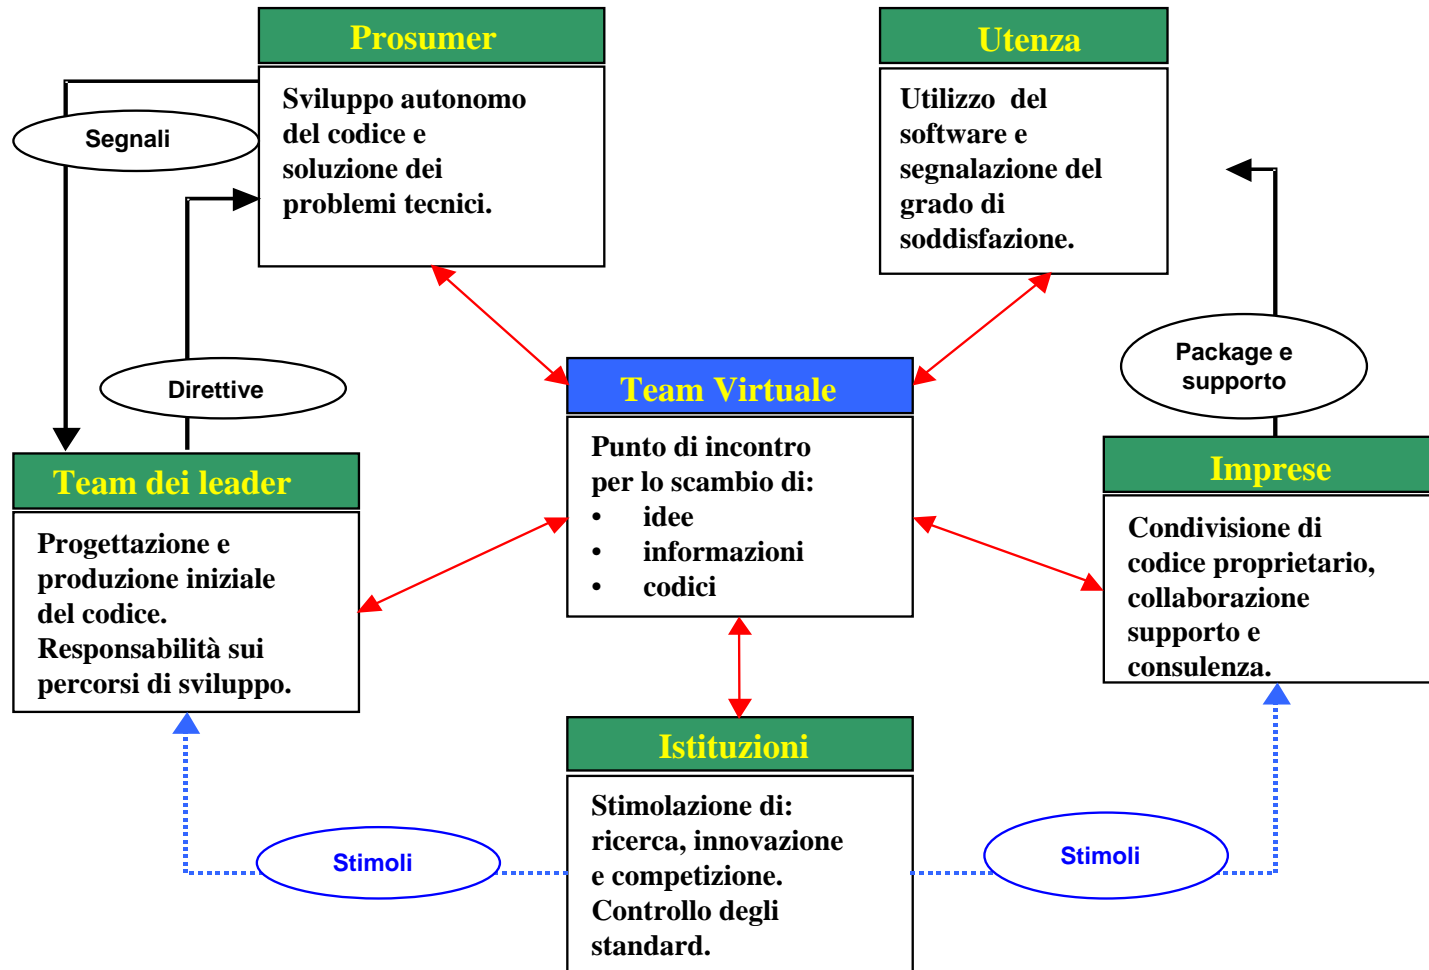 Prosumer
Sviluppo autonomo
del codice e
soluzione dei
problemi tecnici.
Utenza
Utilizzo del
software e
segnalazione del
grado di
soddisfazione.
Segnali
Direttive
Package e
supporto
Team Virtuale
Punto di incontro
per lo scambio di:
• idee
• informazioni
• codici
Team dei leader
Progettazione e
produzione iniziale
del codice.
Responsabilità sui
percorsi di sviluppo.
Imprese
Condivisione di
codice proprietario,
collaborazione
supporto e
consulenza.
Istituzioni
Stimolazione di:
ricerca, innovazione
e competizione.
Controllo degli
standard.
Stimoli
Stimoli